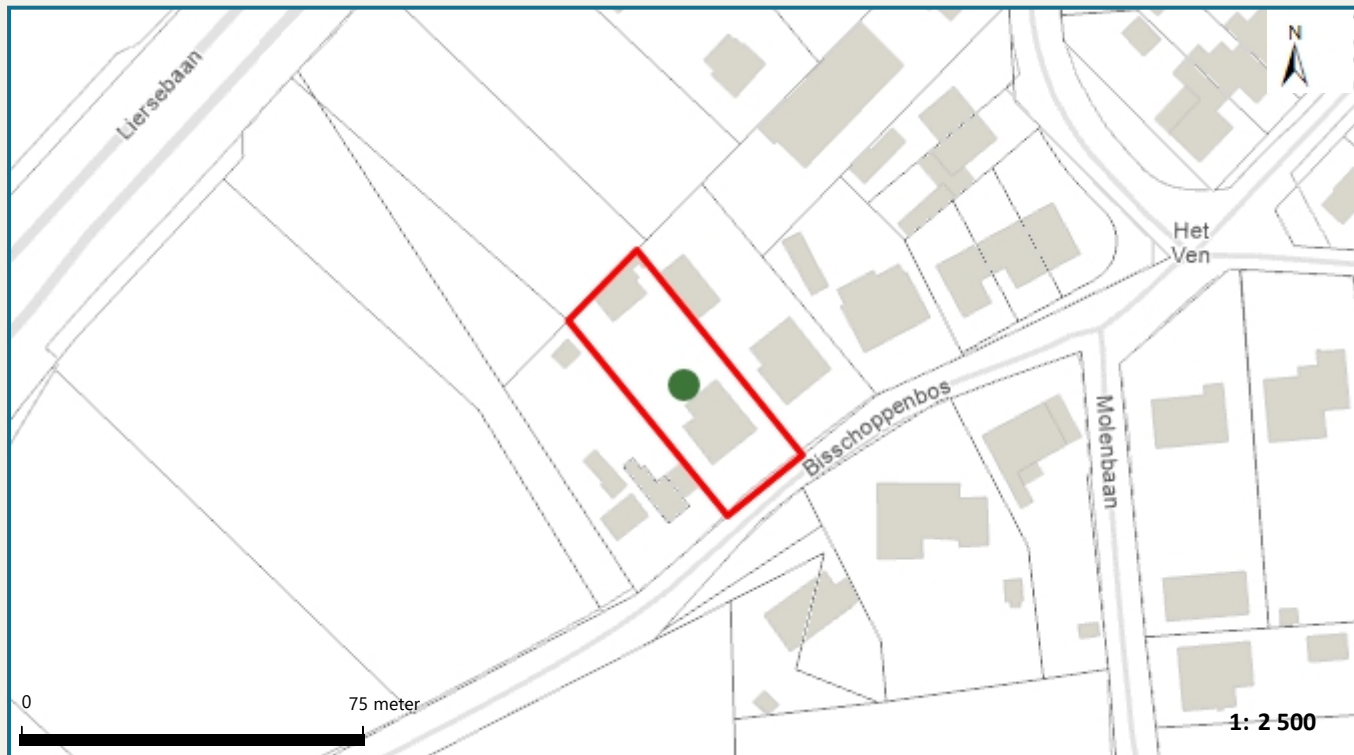 N
Liersebaan
Het
Ven
Bisschoppenbos
Molenbaan
0
75 meter
1: 2 500